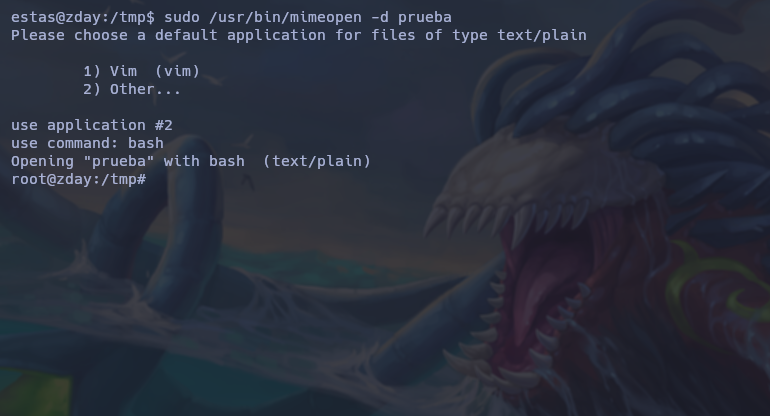 estas@zday:/tmp$ sudo /usr/bin/mimeopen -d prueba
Please choose a default application for files of type text/plain
1) Vim  (vim)
2) Other...
use application #2
use command: bash
Opening "prueba" with bash  (text/plain)
root@zday:/tmp#